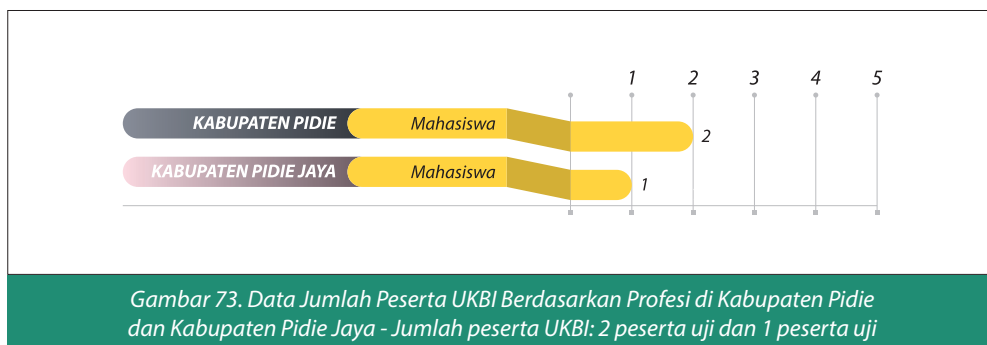 1 2 3 4 5
KABUPATEN PIDIE Mahasiswa 2
KABUPATEN PIDIE JAYA Mahasiswa 1
Gambar 73. Data Jumlah Peserta UKBI Berdasarkan Profesi di Kabupaten Pidie
dan Kabupaten Pidie Jaya - Jumlah peserta UKBI: 2 peserta uji dan 1 peserta uji